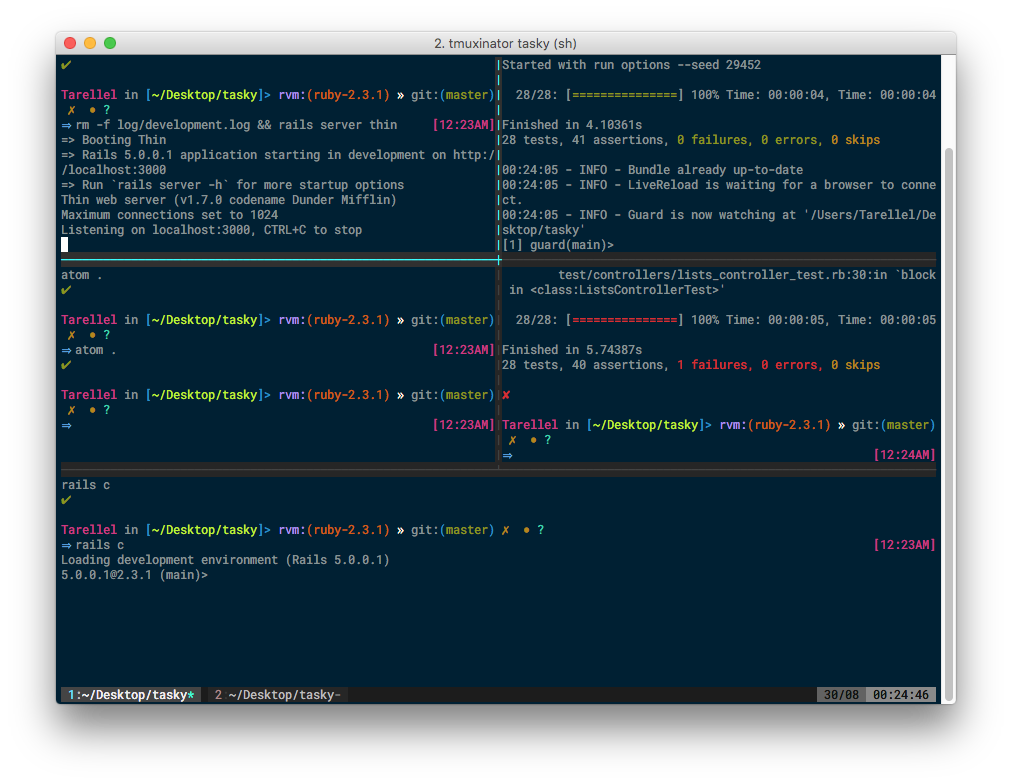 2. tmuxinator tasky (sh)
✔
Tarellel in [~/Desktop/tasky]> rvm:(ruby-2.3.1) » git:(master)
✗ • ?
⇒ rm -f log/development.log && rails server thin [12:23AM]
=> Booting Thin
=> Rails 5.0.0.1 application starting in development on http:/
/localhost:3000
=> Run `rails server -h` for more startup options
Thin web server (v1.7.0 codename Dunder Mifflin)
Maximum connections set to 1024
Listening on localhost:3000, CTRL+C to stop
Started with run options --seed 29452
28/28: [===============] 100% Time: 00:00:04, Time: 00:00:04
Finished in 4.10361s
28 tests, 41 assertions, 0 failures, 0 errors, 0 skips
00:24:05 - INFO - Bundle already up-to-date
00:24:05 - INFO - LiveReload is waiting for a browser to conne
ct.
00:24:05 - INFO - Guard is now watching at '/Users/Tarellel/De
sktop/tasky'
[1] guard(main)>
atom .
✔
Tarellel in [~/Desktop/tasky]> rvm:(ruby-2.3.1) » git:(master)
✗ • ?
⇒ atom . [12:23AM]
✔
Tarellel in [~/Desktop/tasky]> rvm:(ruby-2.3.1) » git:(master)
✗ • ?
⇒ [12:23AM]
test/controllers/lists_controller_test.rb:30:in `block
in <class:ListsControllerTest>'
28/28: [===============] 100% Time: 00:00:05, Time: 00:00:05
Finished in 5.74387s
28 tests, 40 assertions, 1 failures, 0 errors, 0 skips
✘
Tarellel in [~/Desktop/tasky]> rvm:(ruby-2.3.1) » git:(master)
✗ • ?
⇒ [12:24AM]
rails c
✔
Tarellel in [~/Desktop/tasky]> rvm:(ruby-2.3.1) » git:(master) ✗ • ?
⇒ rails c [12:23AM]
Loading development environment (Rails 5.0.0.1)
5.0.0.1@2.3.1 (main)>
1:~/Desktop/tasky* 2 :~/Desktop/tasky- 30/08 00:24:46